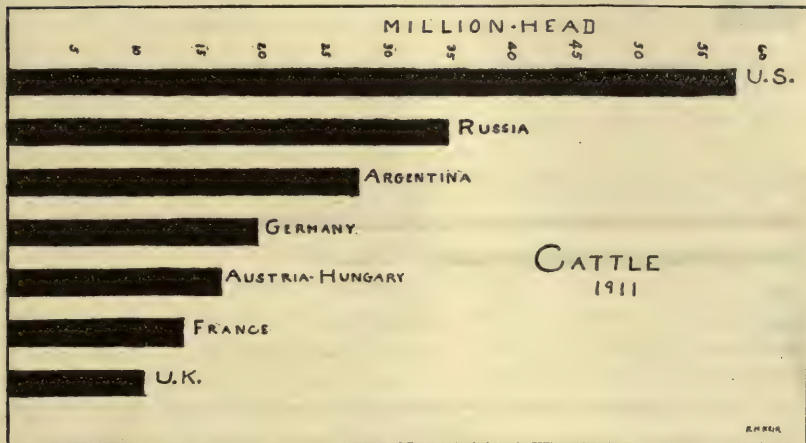 MILLION·HEAD
5 10 15 20 25 30 35 40 45 50 55 60
U.S.
RUSSIA
ARGENTINA
GERMANY.
AUSTRIA-HUNGARY
FRANCE
U.K.
CATTLE
1911